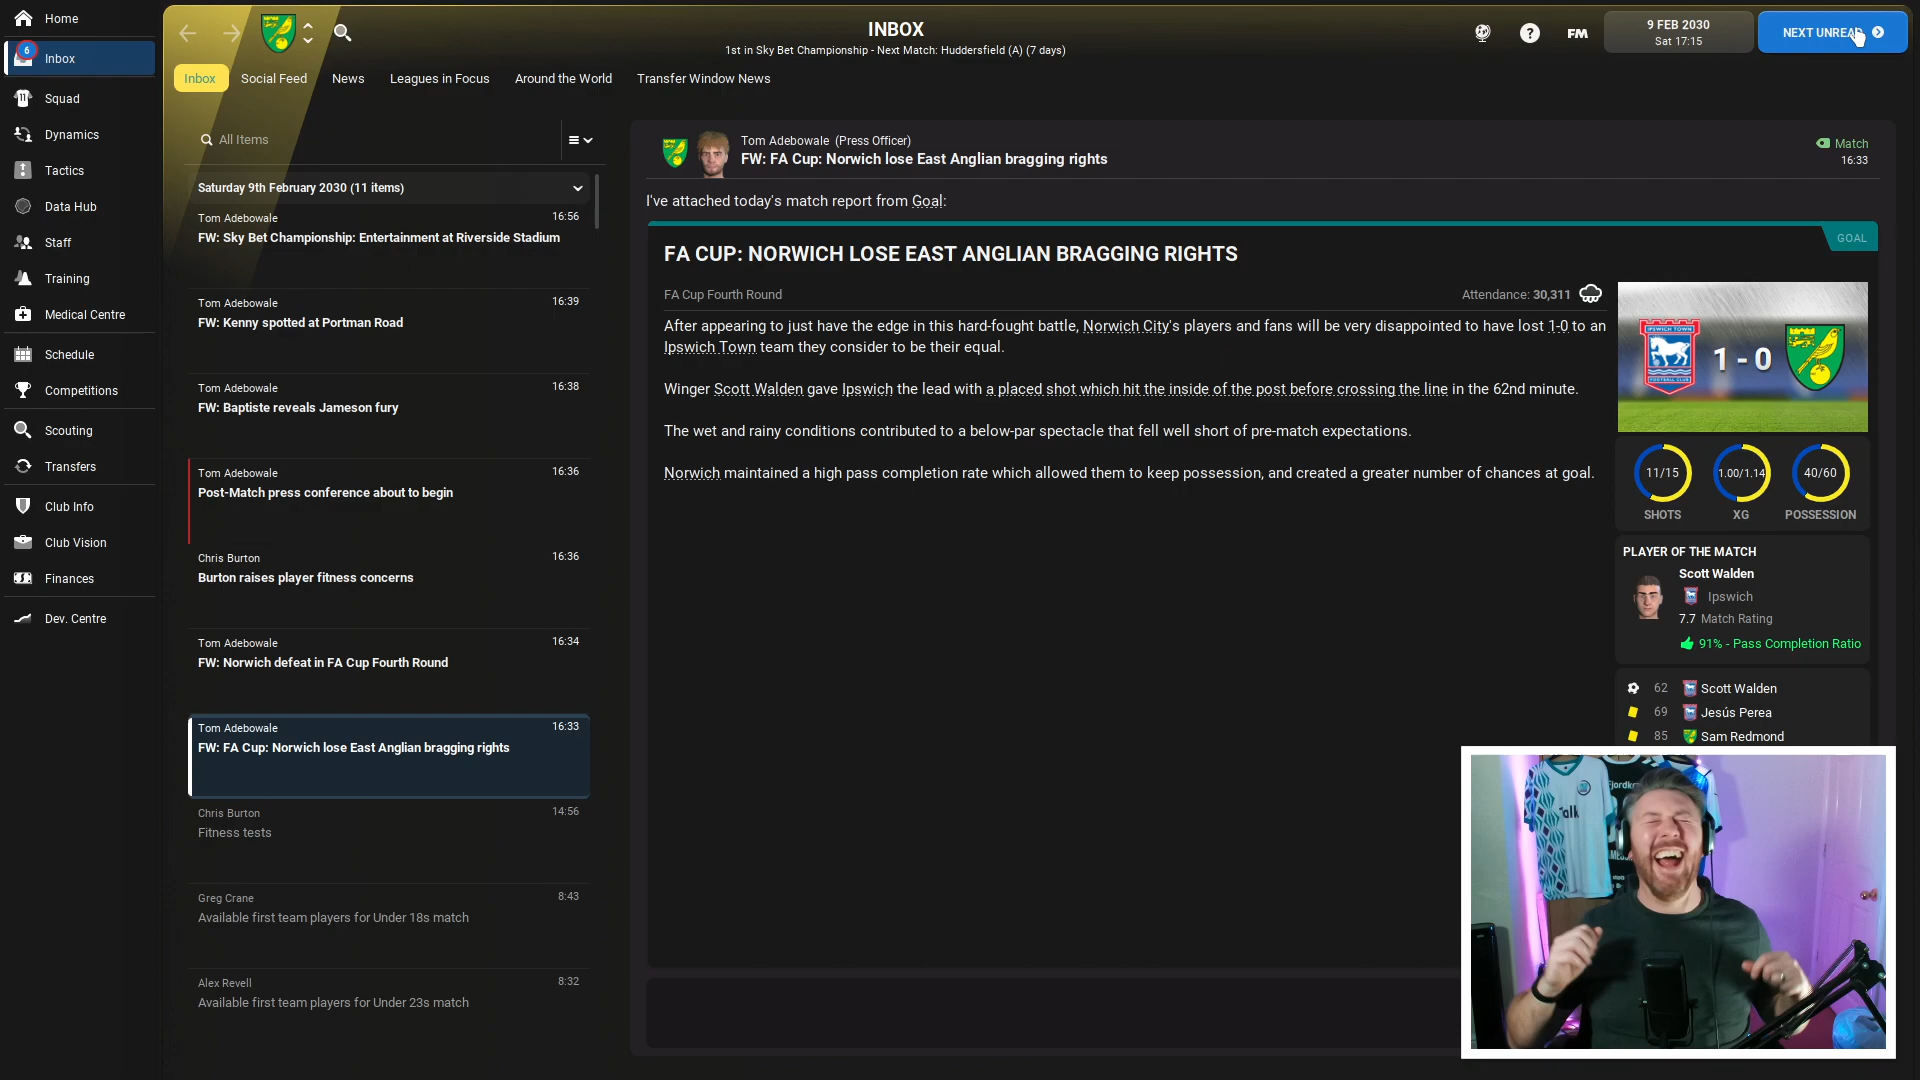 Home
Inbox
6
Squad
Dynamics
Tactics
Data Hub
Staff
Training
Medical Centre
Schedule
Competitions
Scouting
Transfers
Club Info
Club Vision
Finances
Dev. Centre
INBOX
1st in Sky Bet Championship - Next Match: Huddersfield (A) (7 days)
FM
9 FEB 2030
Sat 17:15
NEXT UNREAD
Inbox
Social Feed
News
Leagues in Focus
Around the World
Transfer Window News
All Items
Saturday 9th February 2030 (11 items)
Tom Adebowale 16:56
FW: Sky Bet Championship: Entertainment at Riverside Stadium
Tom Adebowale 16:39
FW: Kenny spotted at Portman Road
Tom Adebowale 16:38
FW: Baptiste reveals Jameson fury
Tom Adebowale 16:36
Post-Match press conference about to begin
Chris Burton 16:36
Burton raises player fitness concerns
Tom Adebowale 16:34
FW: Norwich defeat in FA Cup Fourth Round
Tom Adebowale 16:33
FW: FA Cup: Norwich lose East Anglian bragging rights
Chris Burton 14:56
Fitness tests
Greg Crane 8:43
Available first team players for Under 18s match
Alex Revell 8:32
Available first team players for Under 23s match
Tom Adebowale (Press Officer)
FW: FA Cup: Norwich lose East Anglian bragging rights
Match
16:33
I've attached today's match report from Goal:
GOAL
FA CUP: NORWICH LOSE EAST ANGLIAN BRAGGING RIGHTS
FA Cup Fourth Round
Attendance: 30,311
After appearing to just have the edge in this hard-fought battle, Norwich City's players and fans will be very disappointed to have lost 1-0 to an
Ipswich Town team they consider to be their equal.
Winger Scott Walden gave Ipswich the lead with a placed shot which hit the inside of the post before crossing the line in the 62nd minute.
The wet and rainy conditions contributed to a below-par spectacle that fell well short of pre-match expectations.
Norwich maintained a high pass completion rate which allowed them to keep possession, and created a greater number of chances at goal.
IPSWICH TOWN
FOOTBALL CLUB
1 - 0
11/15
1.00/1.14
40/60
SHOTS
XG
POSSESSION
PLAYER OF THE MATCH
Scott Walden
Ipswich
7.7 Match Rating
91% - Pass Completion Ratio
62 Scott Walden
69 Jesús Perea
85 Sam Redmond
Talk